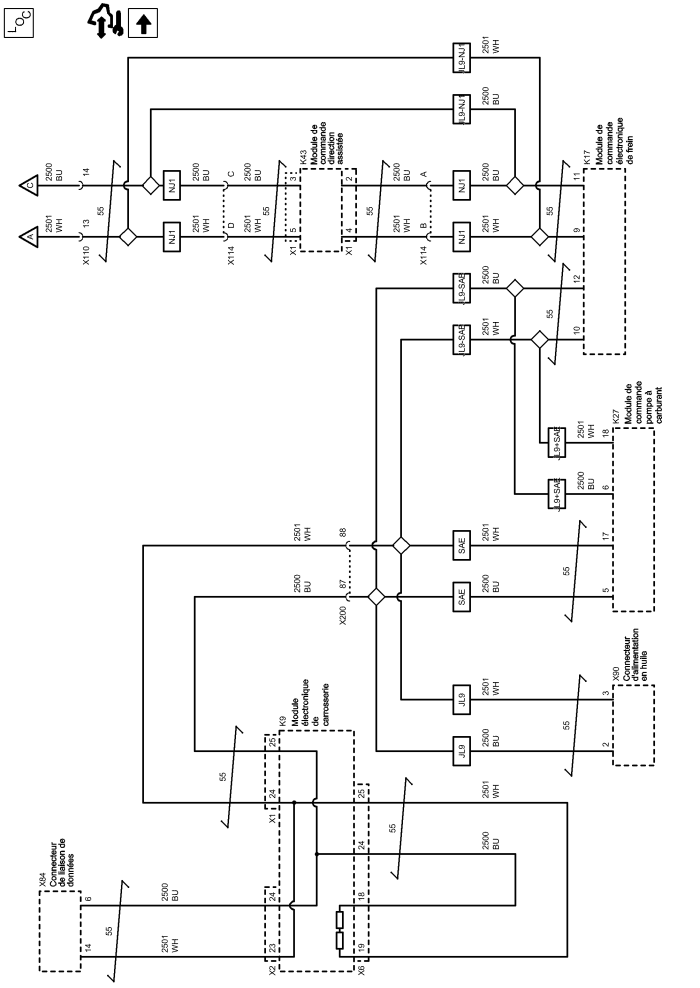 LOC
C
2500
BU
14
55
A
2501
WH
13
X110
NJ1
NJ1
2500
BU
C
2500
BU
2501
WH
D
2501
WH
X114
55
3
5
X1
K43
Module de
commande
direction
assistée
2
4
X1
55
2500
BU
A
2501
WH
B
X114
NJ1
NJ1
JL9-NJ1
2501
WH
JL9-NJ1
2500
BU
2500
BU
2501
WH
55
11
9
K17
Module de
commande
électronique
de frein
JL9-SAE
2500
BU
JL9-SAE
2501
WH
55
12
10
JL9+SAE
2501
WH
18
JL9+SAE
2500
BU
6
K27
Module de
commande
pompe à
carburant
2501
WH
88
2500
BU
87
X200
SAE
2501
WH
17
SAE
2500
BU
5
55
JL9
2501
WH
3
JL9
2500
BU
2
55
X90
Connecteur
d'alimentation
en huile
K9
Module
électronique
de
carrosserie
55
25
24
X1
25
24
18
19
X6
55
2501
WH
2500
BU
X84
Connecteur
de liaison de
données
6
14
55
2500
BU
2501
WH
24
23
X2